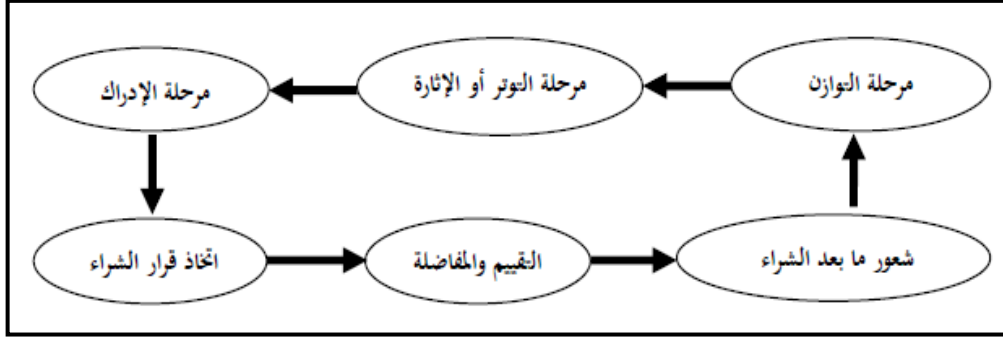 مرحلة التوازن
مرحلة التوتر أو الإثارة
مرحلة الإدراك
اتخاذ قرار الشراء
التقييم والمفاضلة
شعور ما بعد الشراء